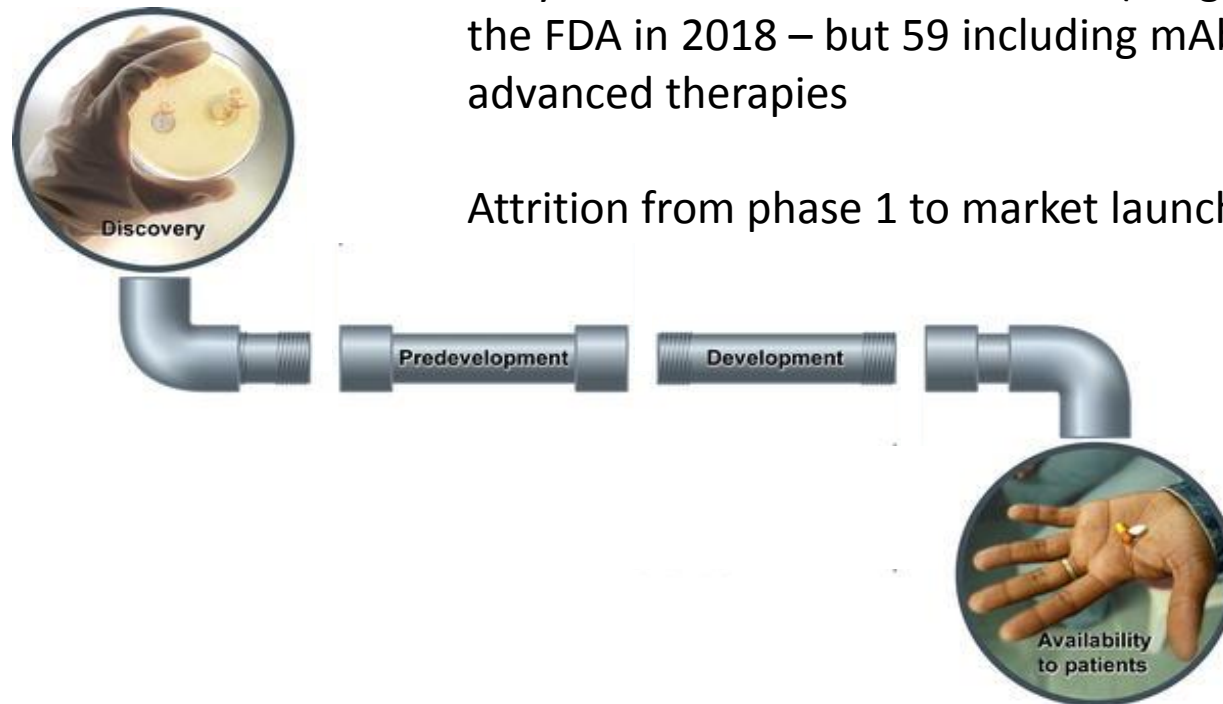 the FDA in 2018 – but 59 including
advanced therapies
Attrition from phase 1 to market launch
Discovery
Predevelopment
Development
Availability
to patients